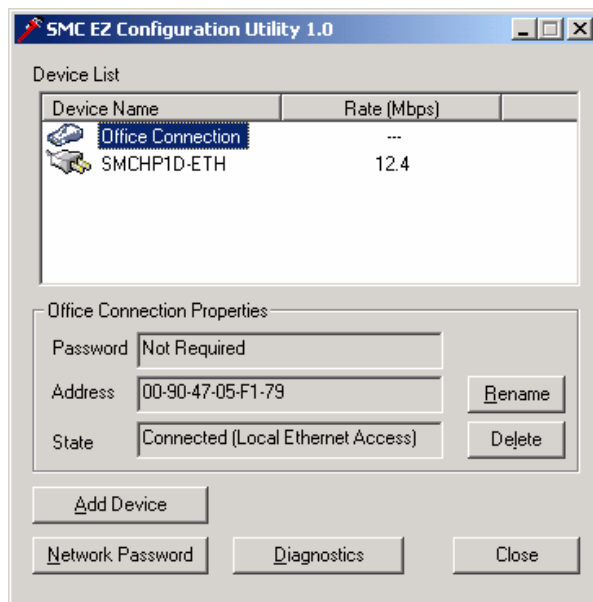 SMC EZ Configuration Utility 1.0
Device List
Device Name Rate (Mbps)
Office Connection ---
SMCHP1D-ETH 12.4
Office Connection Properties
Password Not Required
Address 00-90-47-05-F1-79 Rename
State Connected (Local Ethernet Access) Delete
Add Device
Network Password Diagnostics Close